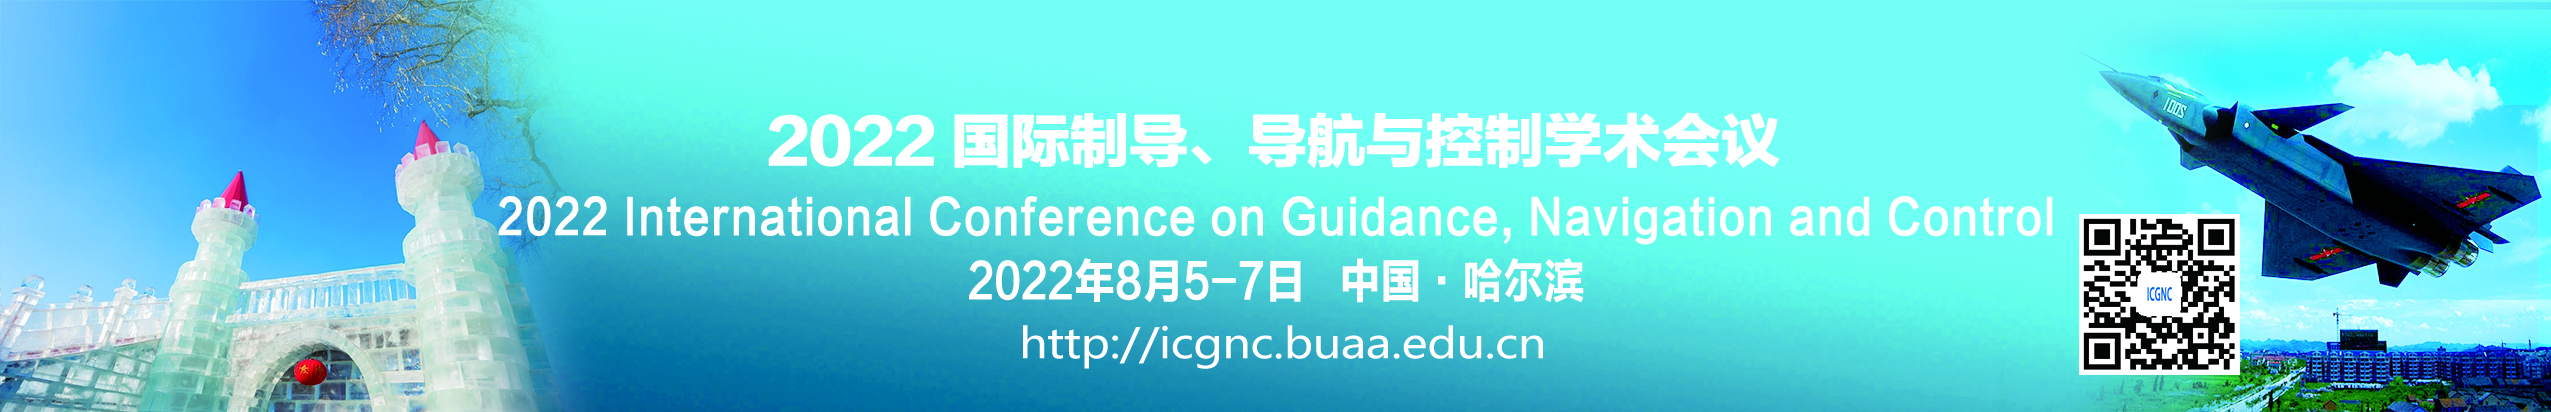 2022 国际制导、导航与控制学术会议
2022 International Conference on Guidance, Navigation and Control
2022年8月5-7日 中国·哈尔滨
http://icgnc.buaa.edu.cn
ICGNC